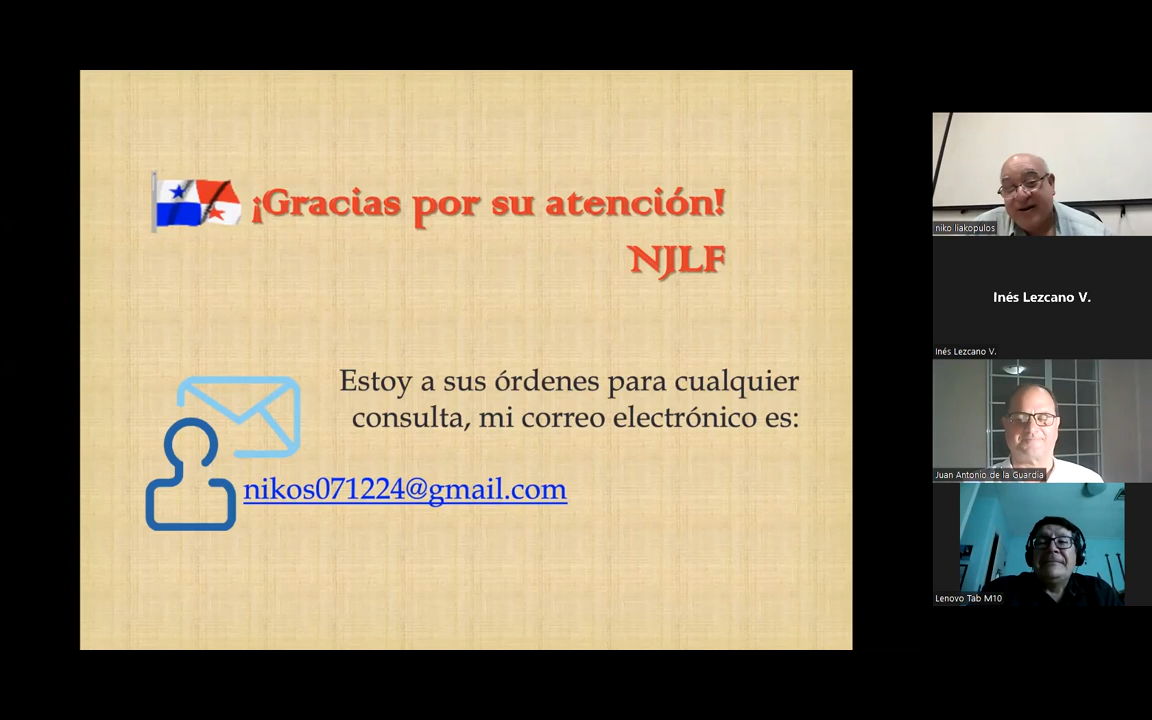 ¡Gracias por su atención!
NJLF
Estoy a sus órdenes para cualquier
consulta, mi correo electrónico es:
nikos071224@gmail.com
niko liakopulos
Inés Lezcano V.
Inés Lezcano V.
Juan Antonio de la Guardia
Lenovo Tab M10